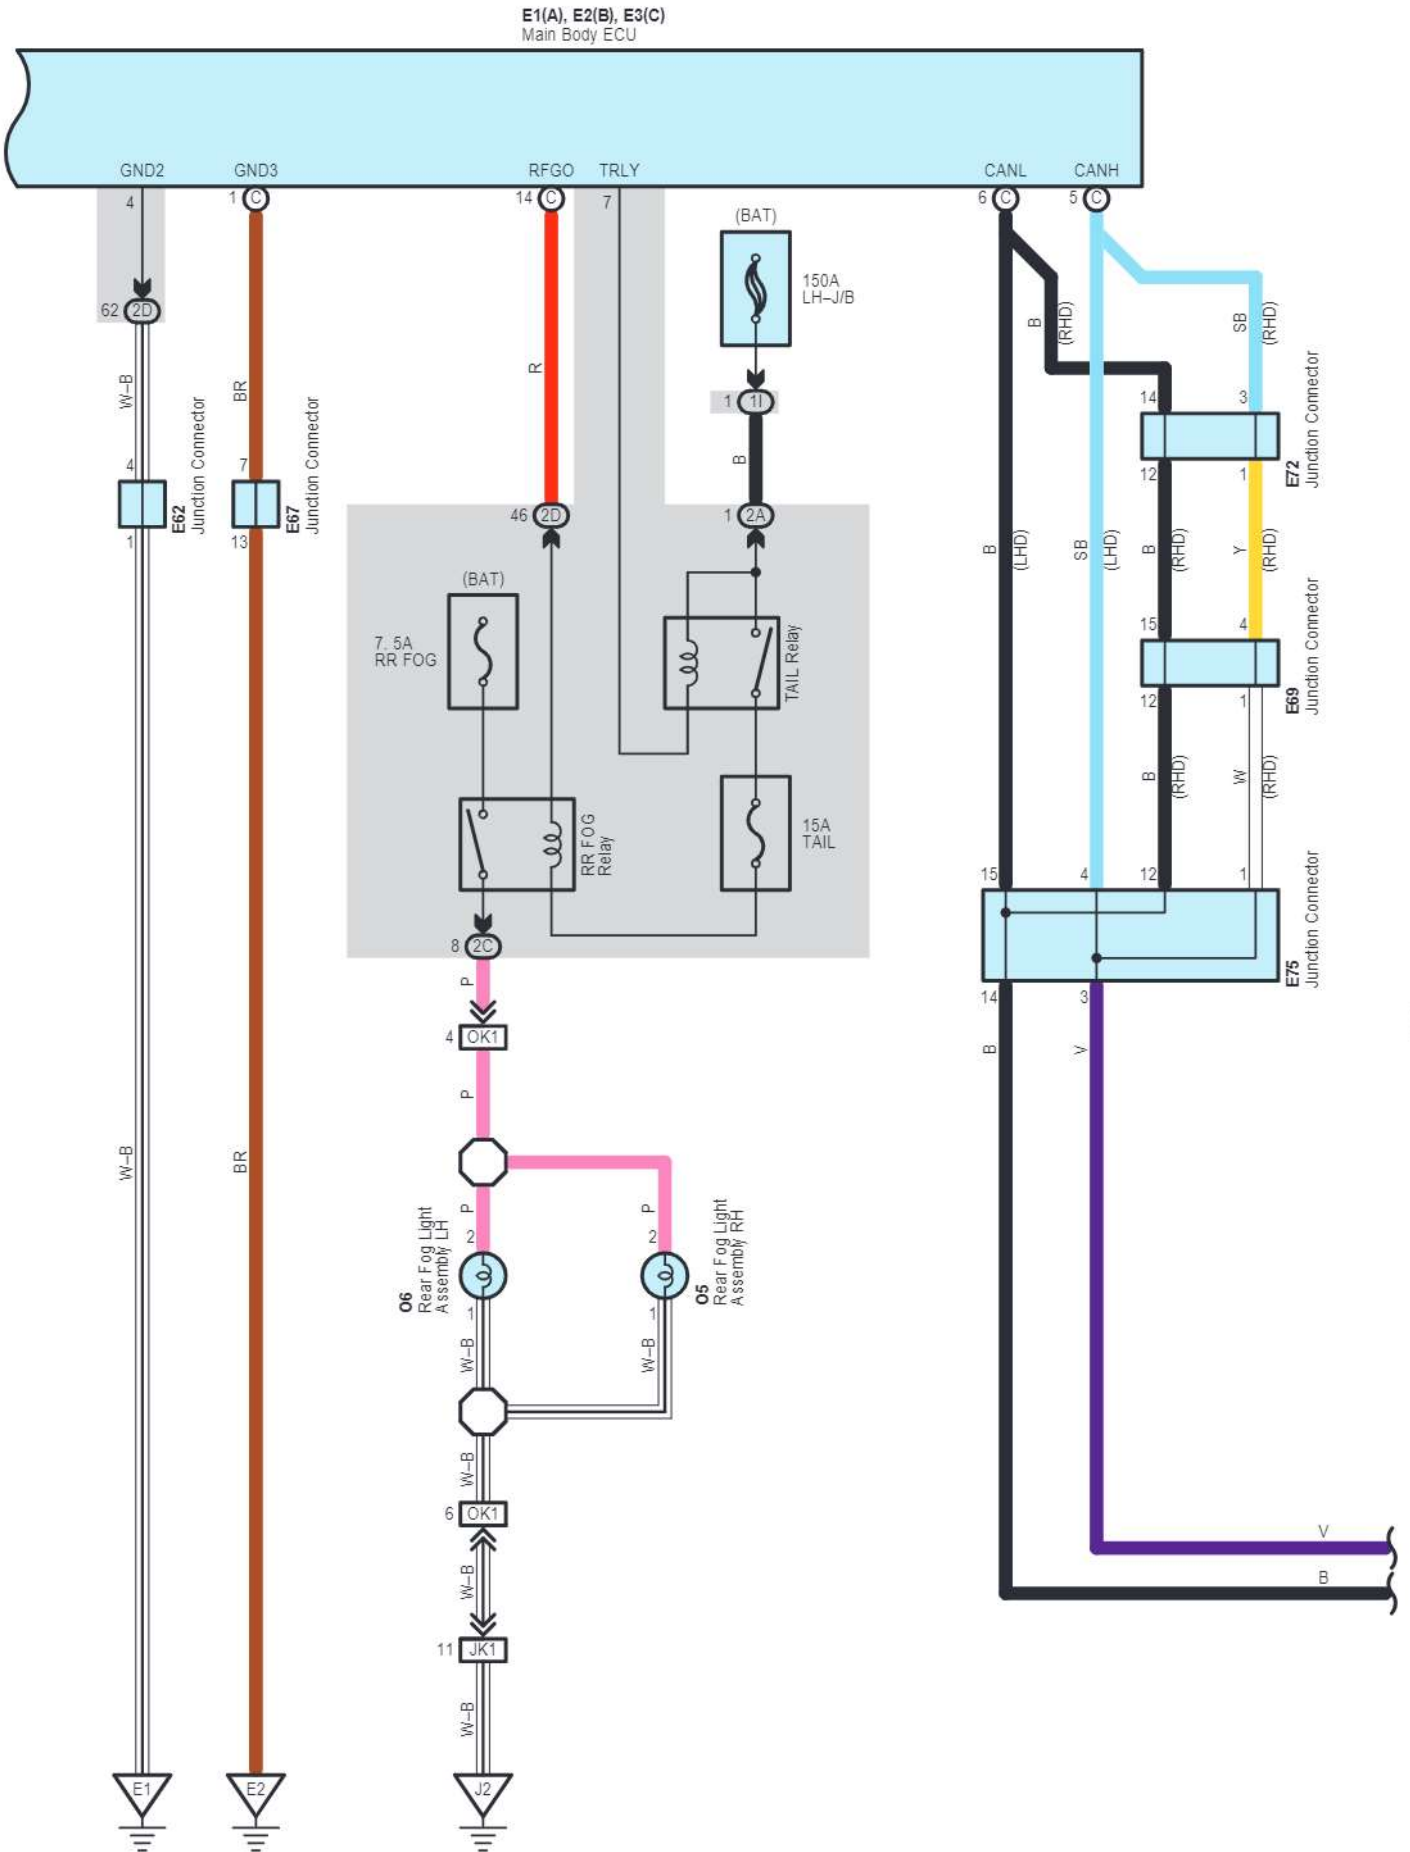 E1(A), E2(B), E3(C)
Main Body ECU
GND2
GND3
RFGO
TRLY
CANL
CANH
4
1
C
14
C
7
6
C
5
C
(BAT)
150A
LH–J/B
62
2D
B
(RHD)
SB
(RHD)
W–B
BR
R
1
1I
14
3
E72
Junction Connector
B
12
1
4
7
E62
Junction Connector
E67
Junction Connector
1
13
46
2D
1
2A
B
(LHD)
SB
(LHD)
B
(RHD)
Y
(RHD)
(BAT)
7. 5A
RR FOG
TAIL Relay
15
4
E69
Junction Connector
12
1
B
(RHD)
W
(RHD)
15A
TAIL
RR FOG
Relay
15
4
12
1
E75
Junction Connector
8
2C
P
14
3
4
OK1
B
V
P
W–B
BR
P
P
2
2
O6
Rear Fog Light
Assembly LH
O5
Rear Fog Light
Assembly RH
1
1
W–B
W–B
W–B
6
OK1
V
B
W–B
11
JK1
W–B
E1
E2
J2